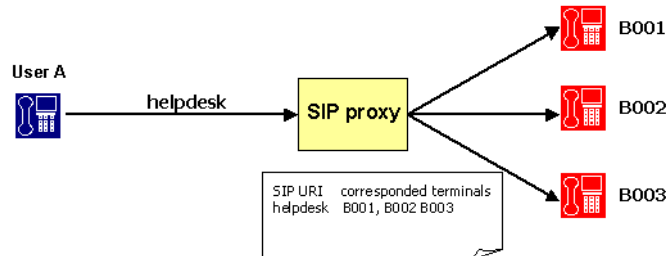 B001
User A
helpdesk
SIP proxy
B002
SIP URI corresponded terminals
helpdesk B001, B002 B003
B003